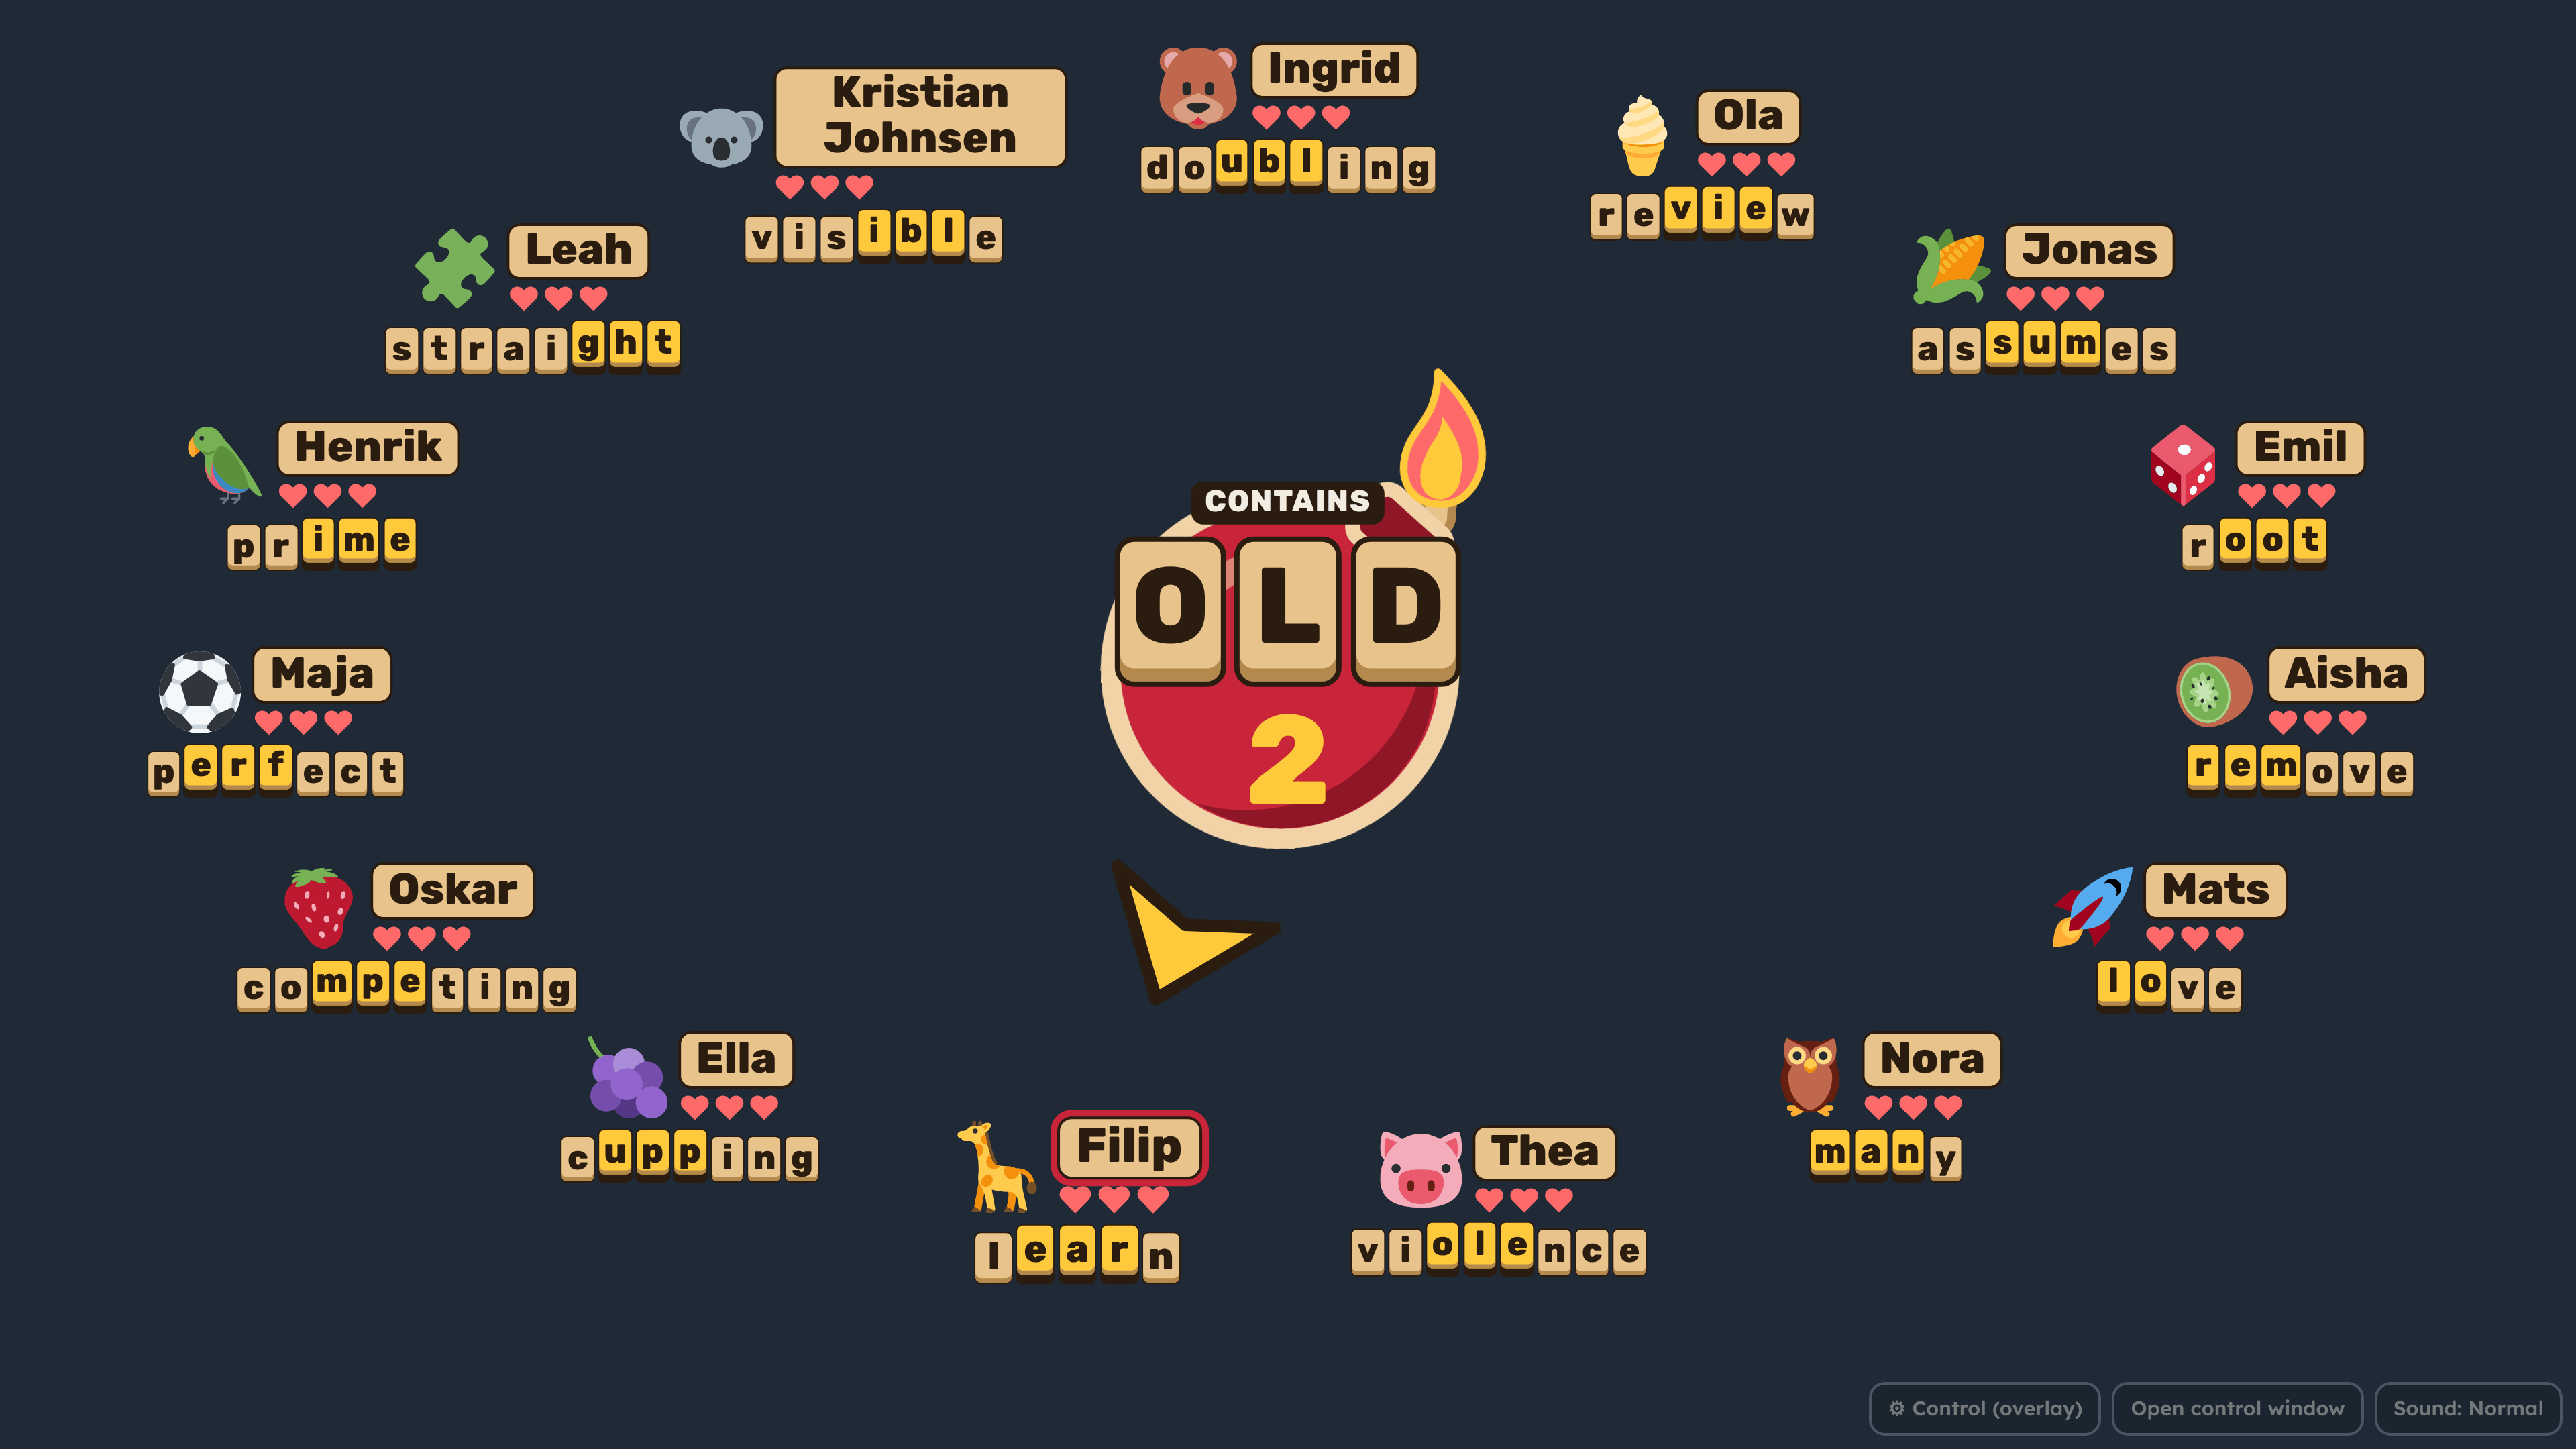 Ingrid
doubling
Kristian
Johnsen
visible
Ola
review
Leah
straight
Jonas
assumes
Henrik
prime
Emil
root
CONTAINS
OLD
2
Maja
perfect
Aisha
remove
Oskar
competing
Mats
love
Ella
cupping
Nora
many
Filip
learn
Thea
violence
⚙ Control (overlay)
Open control window
Sound: Normal